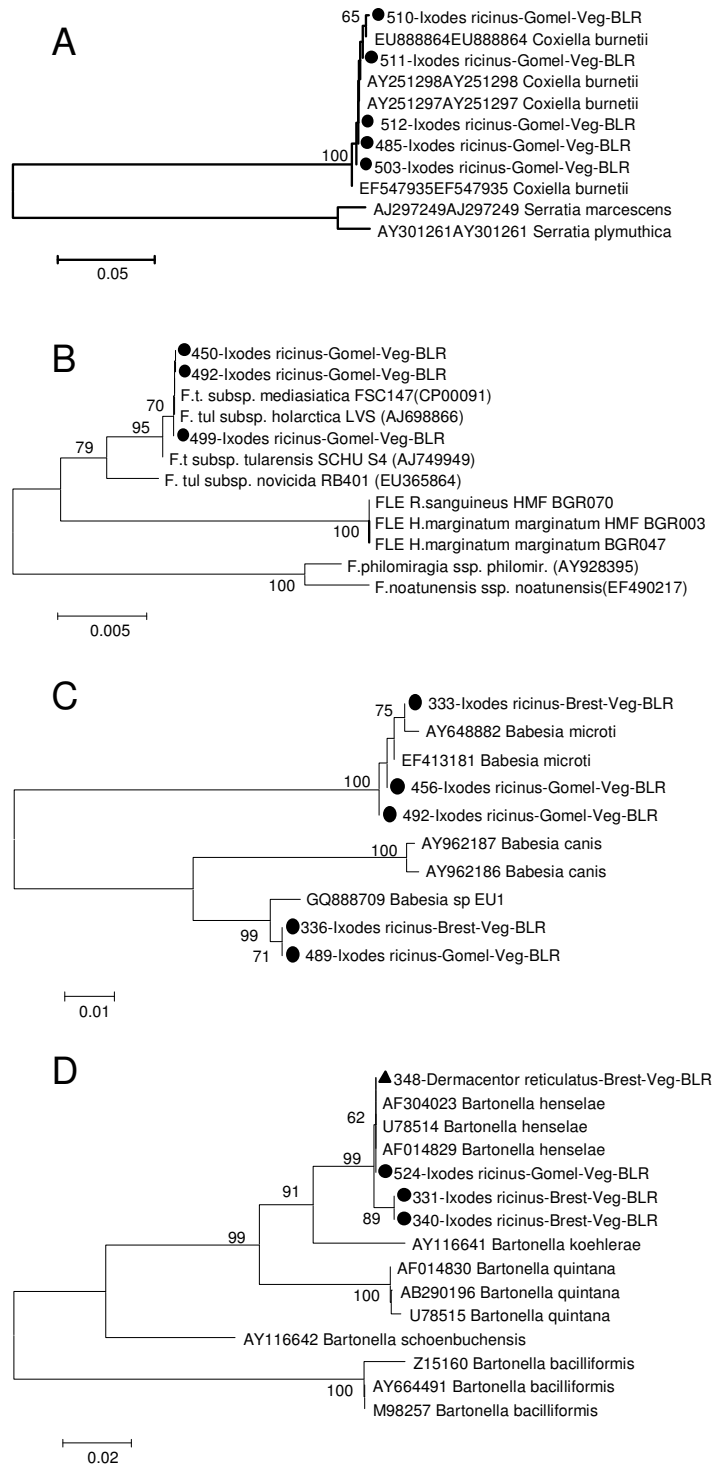 A
65
510-Ixodes ricinus-Gomel-Veg-BLR
EU888864EU888864 Coxiella burnetii
511-Ixodes ricinus-Gomel-Veg-BLR
AY251298AY251298 Coxiella burnetii
AY251297AY251297 Coxiella burnetii
512-Ixodes ricinus-Gomel-Veg-BLR
485-Ixodes ricinus-Gomel-Veg-BLR
100
503-Ixodes ricinus-Gomel-Veg-BLR
EF547935EF547935 Coxiella burnetii
AJ297249AJ297249 Serratia marcescens
AY301261AY301261 Serratia plymuthica
0.05
B
450-Ixodes ricinus-Gomel-Veg-BLR
492-Ixodes ricinus-Gomel-Veg-BLR
F.t. subsp. mediasiatica FSC147(CP00091)
70
F. tul subsp. holarctica LVS (AJ698866)
95
499-Ixodes ricinus-Gomel-Veg-BLR
79
F.t subsp. tularensis SCHU S4 (AJ749949)
F. tul subsp. novicida RB401 (EU365864)
FLE R.sanguineus HMF BGR070
FLE H.marginatum marginatum HMF BGR003
100
FLE H.marginatum marginatum BGR047
F.philomiragia ssp. philomir. (AY928395)
100
F.noatunensis ssp. noatunensis(EF490217)
0.005
C
333-Ixodes ricinus-Brest-Veg-BLR
75
AY648882 Babesia microti
EF413181 Babesia microti
100
456-Ixodes ricinus-Gomel-Veg-BLR
492-Ixodes ricinus-Gomel-Veg-BLR
AY962187 Babesia canis
100
AY962186 Babesia canis
GQ888709 Babesia sp EU1
336-Ixodes ricinus-Brest-Veg-BLR
99
71
489-Ixodes ricinus-Gomel-Veg-BLR
0.01
D
348-Dermacentor reticulatus-Brest-Veg-BLR
AF304023 Bartonella henselae
62
U78514 Bartonella henselae
AF014829 Bartonella henselae
99
524-Ixodes ricinus-Gomel-Veg-BLR
91
331-Ixodes ricinus-Brest-Veg-BLR
89
340-Ixodes ricinus-Brest-Veg-BLR
99
AY116641 Bartonella koehlerae
AF014830 Bartonella quintana
100
AB290196 Bartonella quintana
U78515 Bartonella quintana
AY116642 Bartonella schoenbuchensis
Z15160 Bartonella bacilliformis
100
AY664491 Bartonella bacilliformis
M98257 Bartonella bacilliformis
0.02